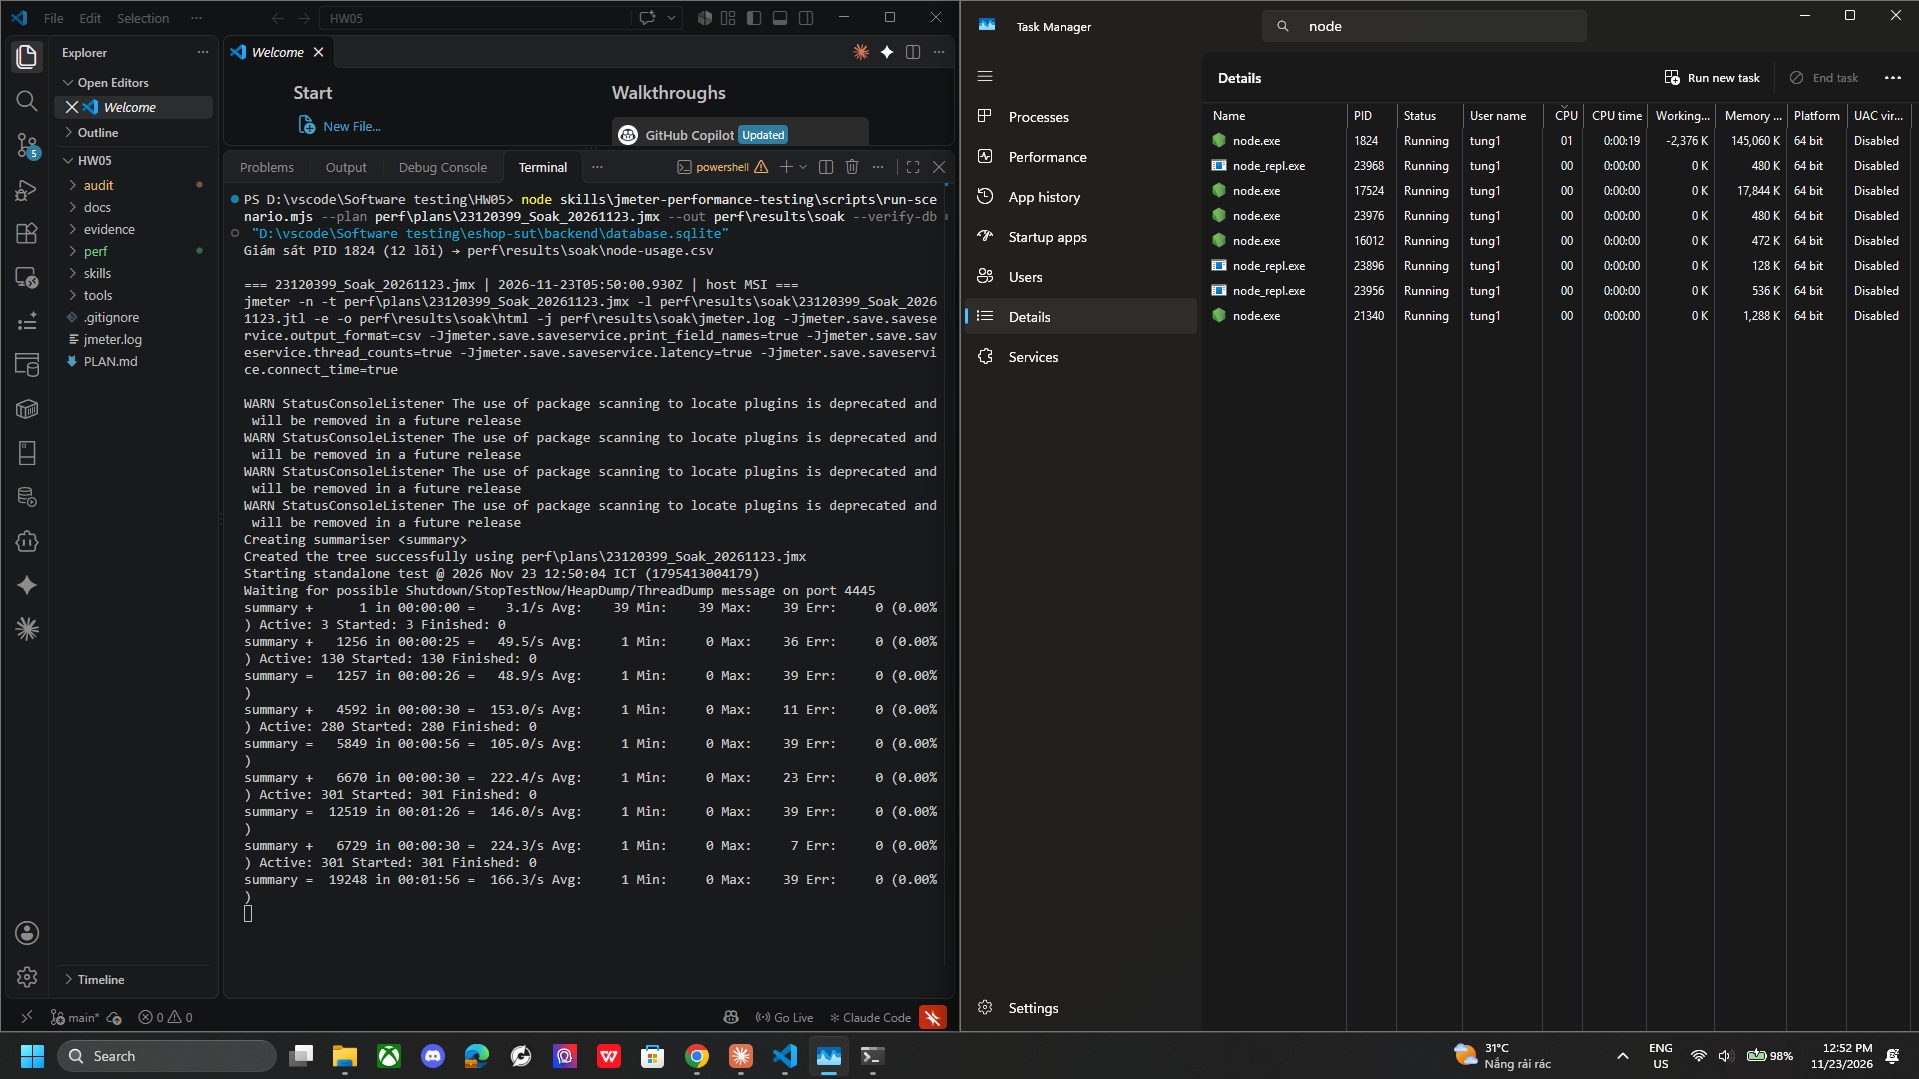 File Edit Selection ··· HW05
Explorer ···
Open Editors
Welcome
Outline
HW05
audit
docs
evidence
perf
skills
tools
.gitignore
jmeter.log
PLAN.md
Timeline
5
Welcome
Start
New File...
Walkthroughs
GitHub Copilot Updated
Problems Output Debug Console Terminal ··· powershell
PS D:\vscode\Software testing\HW05> node skills\jmeter-performance-testing\scripts\run-sce
nario.mjs --plan perf\plans\23120399_Soak_20261123.jmx --out perf\results\soak --verify-db
"D:\vscode\Software testing\eshop-sut\backend\database.sqlite"
Giám sát PID 1824 (12 lõi) → perf\results\soak\node-usage.csv
=== 23120399_Soak_20261123.jmx | 2026-11-23T05:50:00.930Z | host MSI ===
jmeter -n -t perf\plans\23120399_Soak_20261123.jmx -l perf\results\soak\23120399_Soak_2026
1123.jtl -e -o perf\results\soak\html -j perf\results\soak\jmeter.log -Jjmeter.save.savese
rvice.output_format=csv -Jjmeter.save.saveservice.print_field_names=true -Jjmeter.save.sav
eservice.thread_counts=true -Jjmeter.save.saveservice.latency=true -Jjmeter.save.saveservi
ce.connect_time=true
WARN StatusConsoleListener The use of package scanning to locate plugins is deprecated and
will be removed in a future release
WARN StatusConsoleListener The use of package scanning to locate plugins is deprecated and
will be removed in a future release
WARN StatusConsoleListener The use of package scanning to locate plugins is deprecated and
will be removed in a future release
WARN StatusConsoleListener The use of package scanning to locate plugins is deprecated and
will be removed in a future release
Creating summariser <summary>
Created the tree successfully using perf\plans\23120399_Soak_20261123.jmx
Starting standalone test @ 2026 Nov 23 12:50:04 ICT (1795413004179)
Waiting for possible Shutdown/StopTestNow/HeapDump/ThreadDump message on port 4445
summary + 1 in 00:00:00 = 3.1/s Avg: 39 Min: 39 Max: 39 Err: 0 (0.00%
) Active: 3 Started: 3 Finished: 0
summary + 1256 in 00:00:25 = 49.5/s Avg: 1 Min: 0 Max: 36 Err: 0 (0.00%
) Active: 130 Started: 130 Finished: 0
summary = 1257 in 00:00:26 = 48.9/s Avg: 1 Min: 0 Max: 39 Err: 0 (0.00%
)
summary + 4592 in 00:00:30 = 153.0/s Avg: 1 Min: 0 Max: 11 Err: 0 (0.00%
) Active: 280 Started: 280 Finished: 0
summary = 5849 in 00:00:56 = 105.0/s Avg: 1 Min: 0 Max: 39 Err: 0 (0.00%
)
summary + 6670 in 00:00:30 = 222.4/s Avg: 1 Min: 0 Max: 23 Err: 0 (0.00%
) Active: 301 Started: 301 Finished: 0
summary = 12519 in 00:01:26 = 146.0/s Avg: 1 Min: 0 Max: 39 Err: 0 (0.00%
)
summary + 6729 in 00:00:30 = 224.3/s Avg: 1 Min: 0 Max: 7 Err: 0 (0.00%
) Active: 301 Started: 301 Finished: 0
summary = 19248 in 00:01:56 = 166.3/s Avg: 1 Min: 0 Max: 39 Err: 0 (0.00%
)
main* 0 0 Go Live Claude Code
Task Manager
node
Processes
Performance
App history
Startup apps
Users
Details
Services
Settings
Details Run new task End task ···
Name PID Status User name CPU CPU time Working... Memory ... Platform UAC vir...
node.exe 1824 Running tung1 01 0:00:19 -2,376 K 145,060 K 64 bit Disabled
node_repl.exe 23968 Running tung1 00 0:00:00 0 K 480 K 64 bit Disabled
node.exe 17524 Running tung1 00 0:00:00 0 K 17,844 K 64 bit Disabled
node.exe 23976 Running tung1 00 0:00:00 0 K 480 K 64 bit Disabled
node.exe 16012 Running tung1 00 0:00:00 0 K 472 K 64 bit Disabled
node_repl.exe 23896 Running tung1 00 0:00:00 0 K 128 K 64 bit Disabled
node_repl.exe 23956 Running tung1 00 0:00:00 0 K 536 K 64 bit Disabled
node.exe 21340 Running tung1 00 0:00:00 0 K 1,288 K 64 bit Disabled
Search
31°C
Nắng rải rác
ENG
US
98%
12:52 PM
11/23/2026